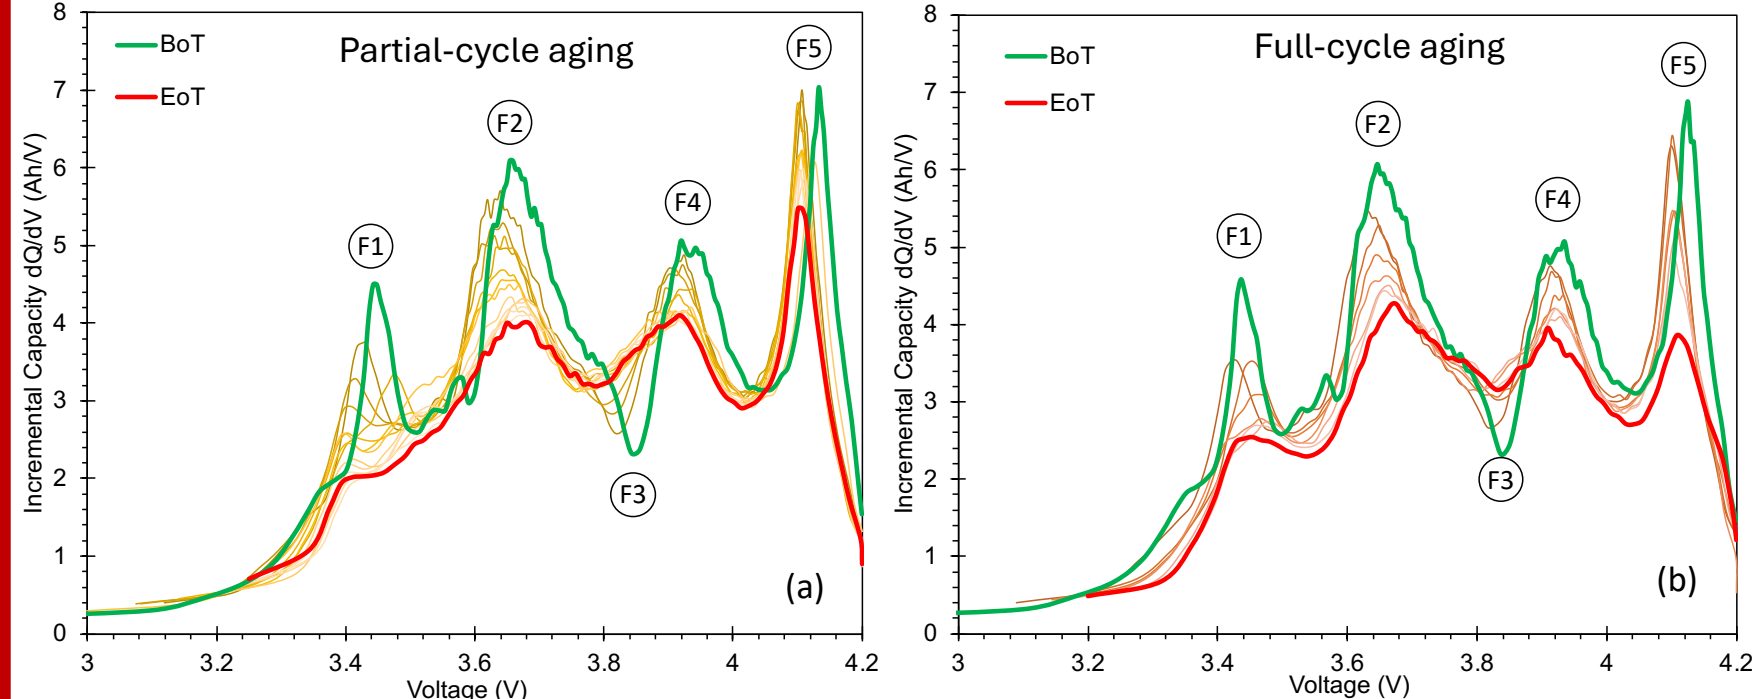 Partial-cycle aging
BoT
EoT
F1
F2
F3
F4
F5
(a)
Incremental Capacity dQ/dV (Ah/V)
8
7
6
5
4
3
2
1
0
3
3.2
3.4
3.6
3.8
4
4.2
Voltage (V)
Full-cycle aging
BoT
EoT
F1
F2
F3
F4
F5
(b)
Incremental Capacity dQ/dV (Ah/V)
8
7
6
5
4
3
2
1
0
3
3.2
3.4
3.6
3.8
4
4.2
Voltage (V)